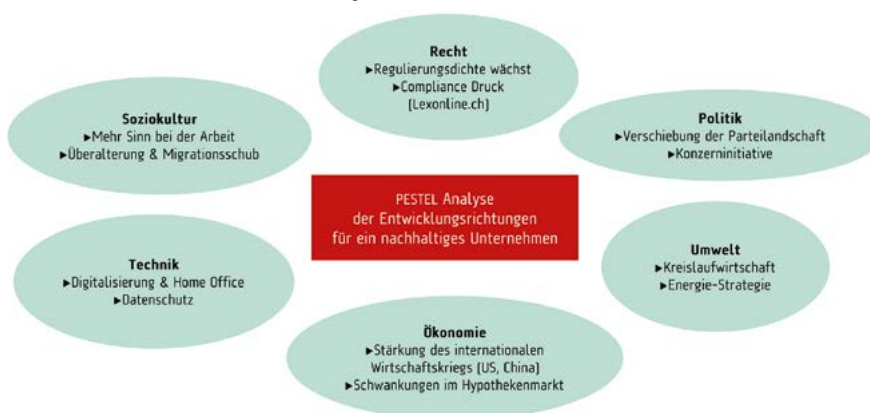 Recht
►Regulierungsdichte wächst
►Compliance Druck
(Lexonline.ch)
Soziokultur
►Mehr Sinn bei der Arbeit
►Überalterung & Migrationsschub
Politik
►Verschiebung der Parteilandschaft
►Konzerninitiative
PESTEL Analyse
der Entwicklungsrichtungen
für ein nachhaltiges Unternehmen
Technik
►Digitalisierung & Home Office
►Datenschutz
Umwelt
►Kreislaufwirtschaft
►Energie-Strategie
Ökonomie
►Stärkung des internationalen
Wirtschaftskriegs (US, China)
►Schwankungen im Hypothekenmarkt